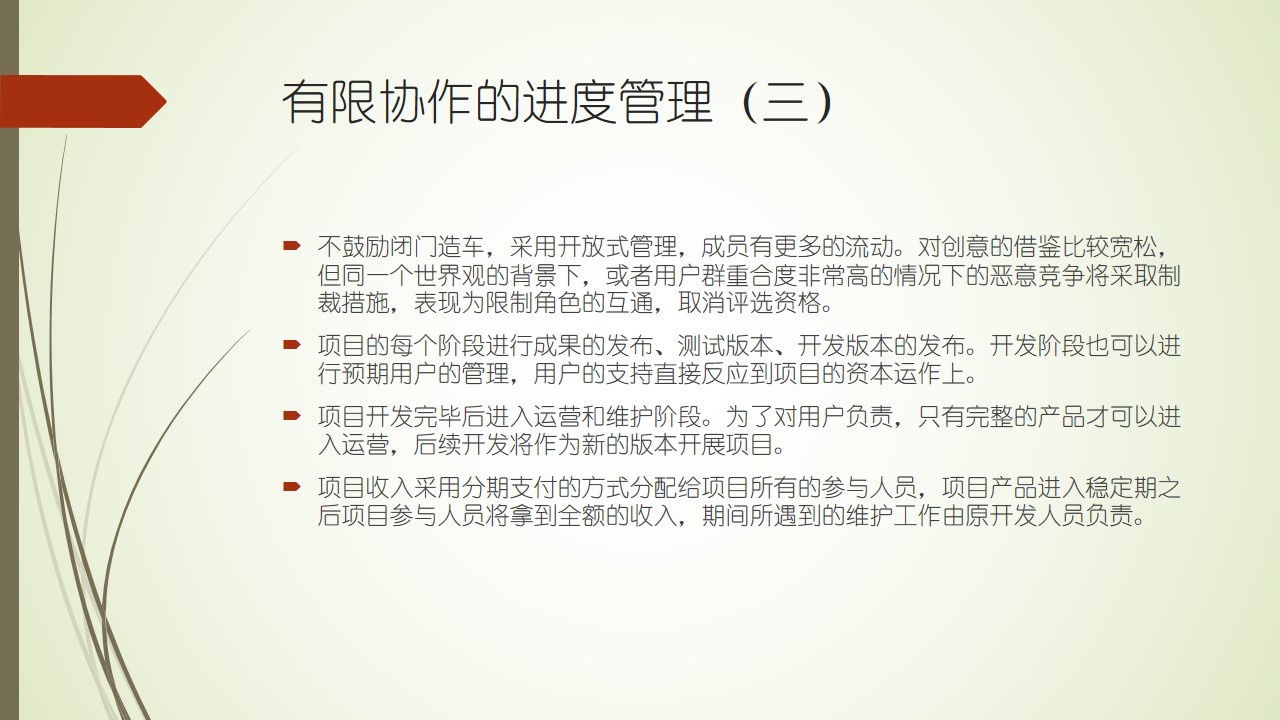 有限协作的进度管理（三）
不鼓励闭门造车，采用开放式管理，成员有更多的流动。对创意的借鉴比较宽松，
但同一个世界观的背景下，或者用户群重合度非常高的情况下的恶意竞争将采取制
裁措施，表现为限制角色的互通，取消评选资格。
项目的每个阶段进行成果的发布、测试版本、开发版本的发布。开发阶段也可以进
行预期用户的管理，用户的支持直接反应到项目的资本运作上。
项目开发完毕后进入运营和维护阶段。为了对用户负责，只有完整的产品才可以进
入运营，后续开发将作为新的版本开展项目。
项目收入采用分期支付的方式分配给项目所有的参与人员，项目产品进入稳定期之
后项目参与人员将拿到全额的收入，期间所遇到的维护工作由原开发人员负责。